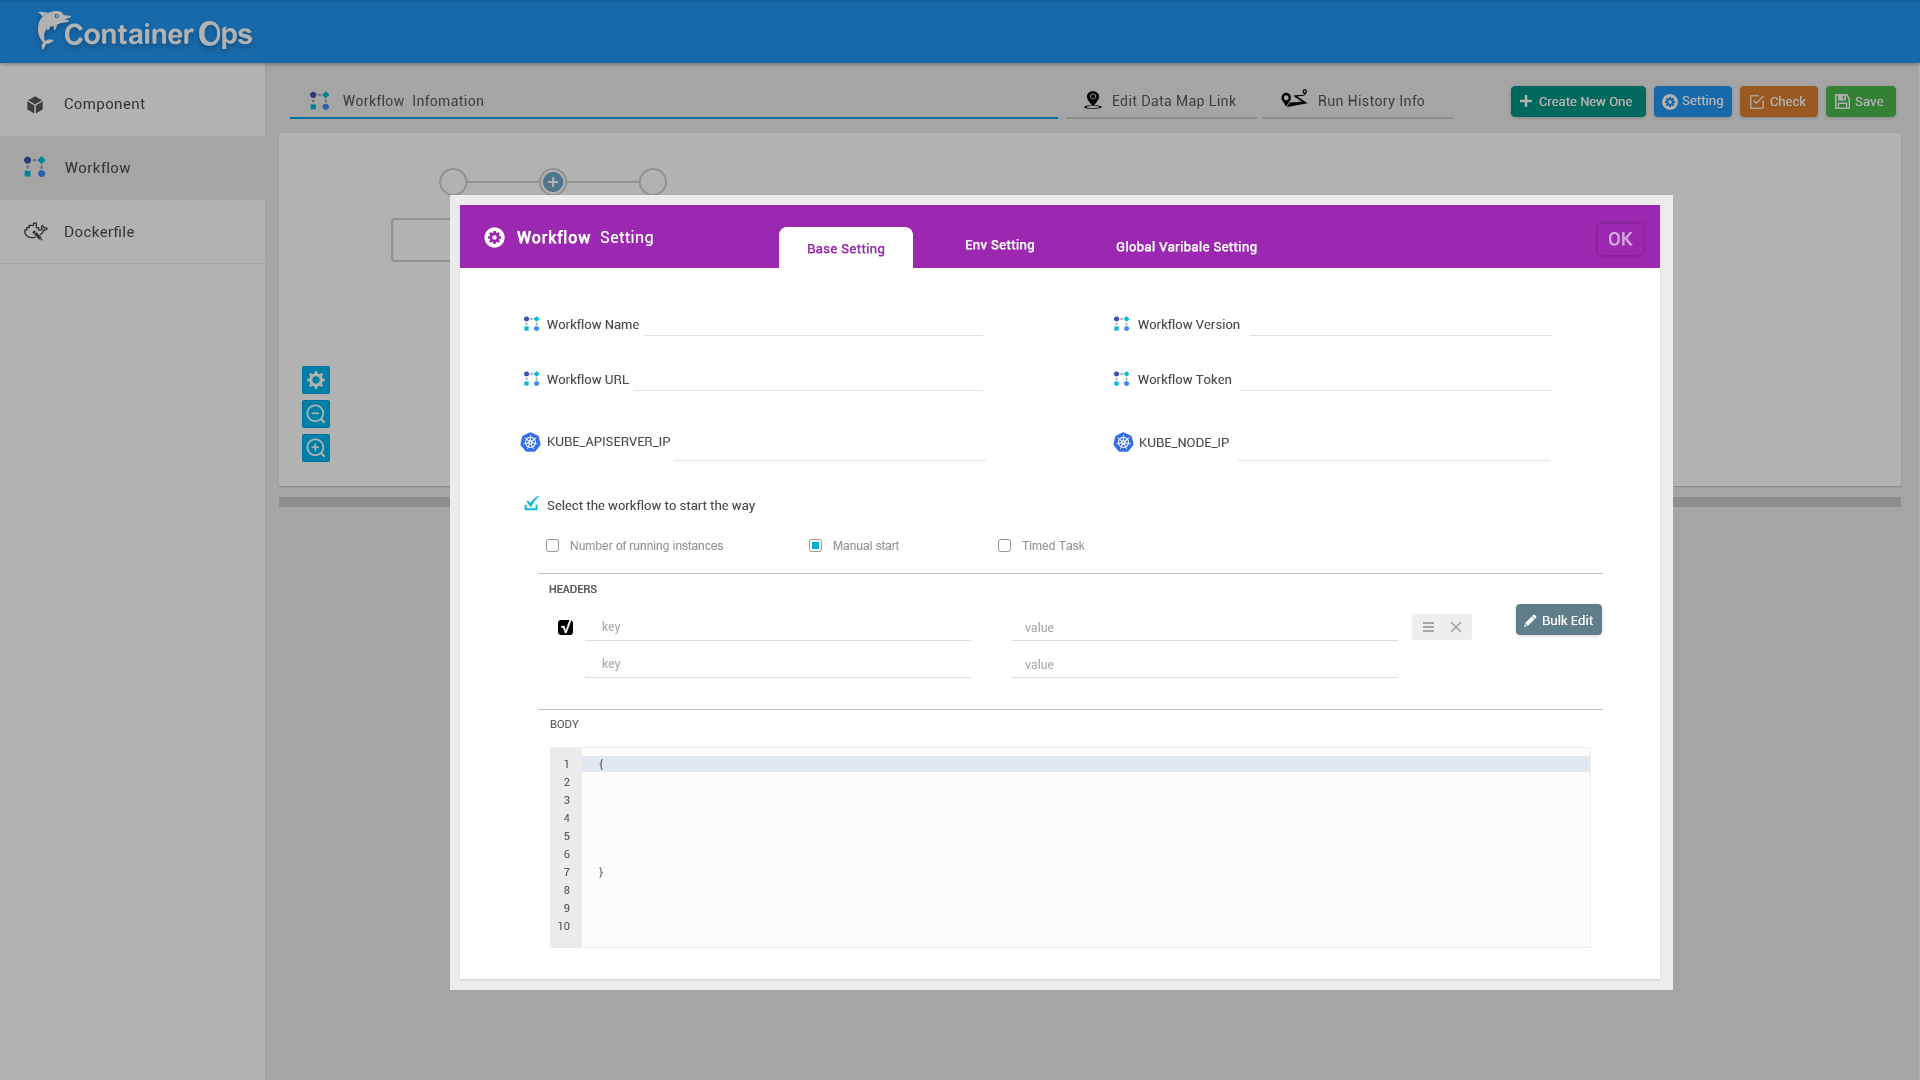 Container Ops
Component
Workflow
Dockerfile
Workflow Infomation
Edit Data Map Link
Run History Info
Create New One
Setting
Check
Save
Workflow Setting
Base Setting
Env Setting
Global Varibale Setting
OK
Workflow Name
Workflow Version
Workflow URL
Workflow Token
KUBE_APISERVER_IP
KUBE_NODE_IP
Select the workflow to start the way
Number of running instances
Manual start
Timed Task
HEADERS
key
value
Bulk Edit
key
value
BODY
1 {
2
3
4
5
6
7 }
8
9
10